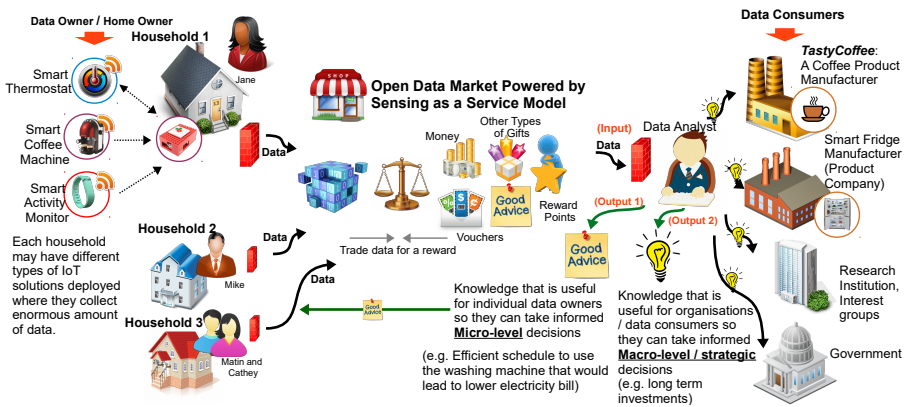 Data Owner / Home Owner
Household 1
Jane
Smart
Thermostat
Smart
Coffee
Machine
Smart
Activity
Monitor
Each household
may have different
types of IoT
solutions deployed
where they collect
enormous amount
of data.
Data
Household 2
Mike
Data
Household 3
Matin and
Cathey
Data
SHOP
Open Data Market Powered by
Sensing as a Service Model
Money
Other Types
of Gifts
Reward
Points
Vouchers
Good
Advice
Trade data for a reward
Good
Advice
(Input)
Data
Data Analyst
(Output 1)
(Output 2)
Good
Advice
Knowledge that is useful
for individual data owners
so they can take informed
Micro-level decisions
(e.g. Efficient schedule to use
the washing machine that would
lead to lower electricity bill)
Knowledge that is
useful for organisations
/ data consumers so
they can take informed
Macro-level / strategic
decisions
(e.g. long term
investments)
Data Consumers
TastyCoffee:
A Coffee Product
Manufacturer
Smart Fridge
Manufacturer
(Product
Company)
Research
Institution,
Interest
groups
Government